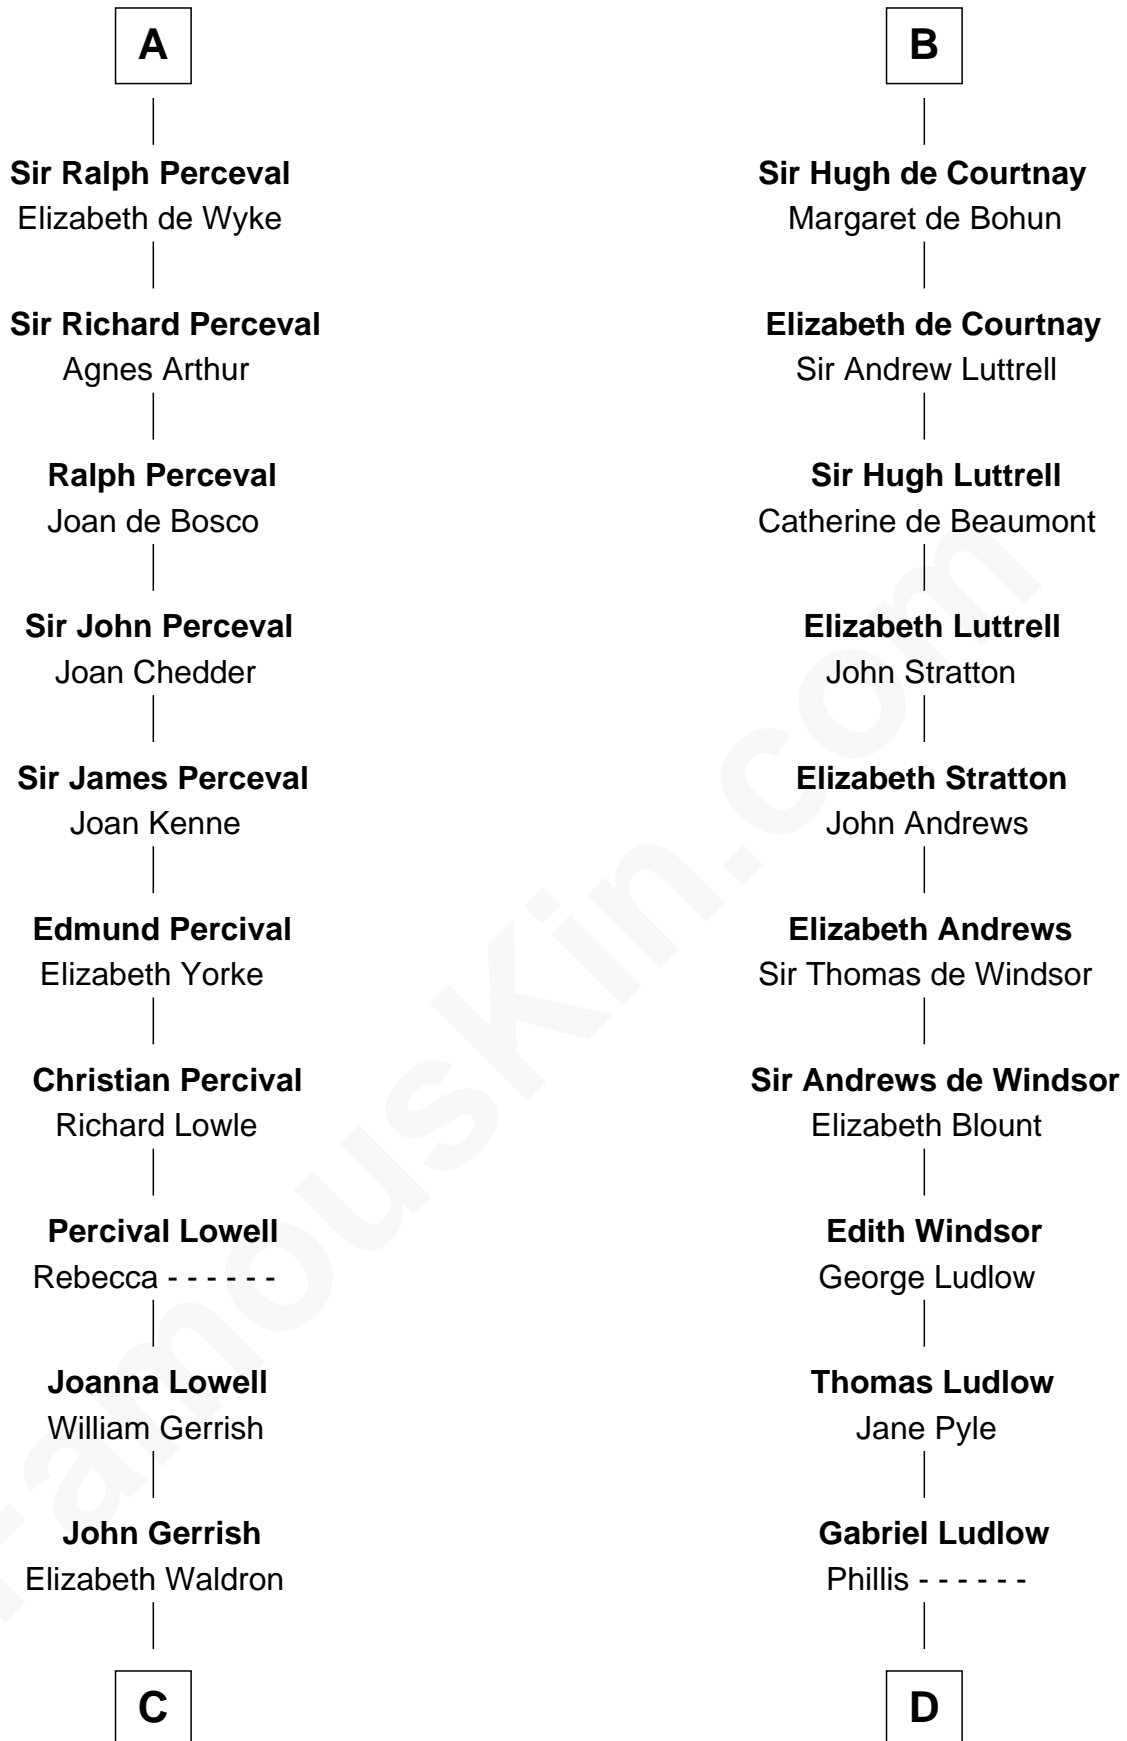 A
Sir Ralph Perceval
Elizabeth de Wyke
Sir Richard Perceval
Agnes Arthur
Ralph Perceval
Joan de Bosco
Sir John Perceval
Joan Chedder
Sir James Perceval
Joan Kenne
Edmund Percival
Elizabeth Yorke
Christian Percival
Richard Lowle
Percival Lowell
Rebecca - - - - - -
Joanna Lowell
William Gerrish
John Gerrish
Elizabeth Waldron
C
B
Sir Hugh de Courtnay
Margaret de Bohun
Elizabeth de Courtnay
Sir Andrew Luttrell
Sir Hugh Luttrell
Catherine de Beaumont
Elizabeth Luttrell
John Stratton
Elizabeth Stratton
John Andrews
Elizabeth Andrews
Sir Thomas de Windsor
Sir Andrews de Windsor
Elizabeth Blount
Edith Windsor
George Ludlow
Thomas Ludlow
Jane Pyle
Gabriel Ludlow
Phillis - - - - - -
D
FamousKin.com